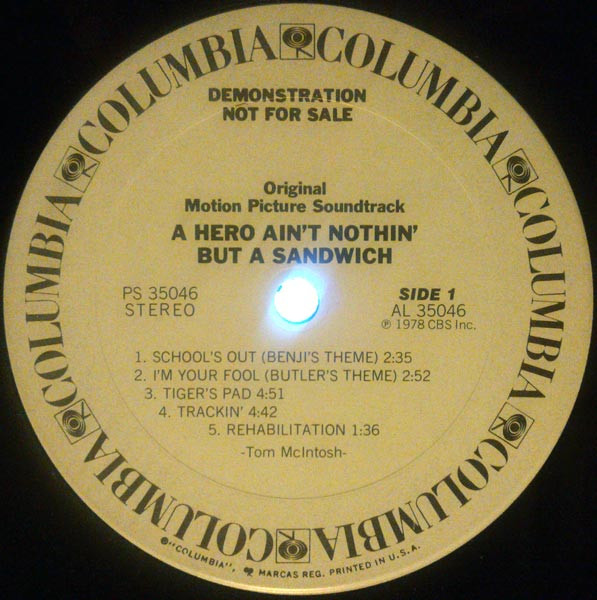 COLUMBIA COLUMBIA COLUMBIA COLUMBIA COLUMBIA COLUMBIA
DEMONSTRATION
NOT FOR SALE
Original
Motion Picture Soundtrack
A HERO AIN'T NOTHIN'
BUT A SANDWICH
PS 35046
STEREO
SIDE 1
AL 35046
℗ 1978 CBS Inc.
1. SCHOOL'S OUT (BENJI'S THEME) 2:35
2. I'M YOUR FOOL (BUTLER'S THEME) 2:52
3. TIGER'S PAD 4:51
4. TRACKIN' 4:42
5. REHABILITATION 1:36
-Tom McIntosh-
"COLUMBIA", MARCAS REG. PRINTED IN U.S.A.